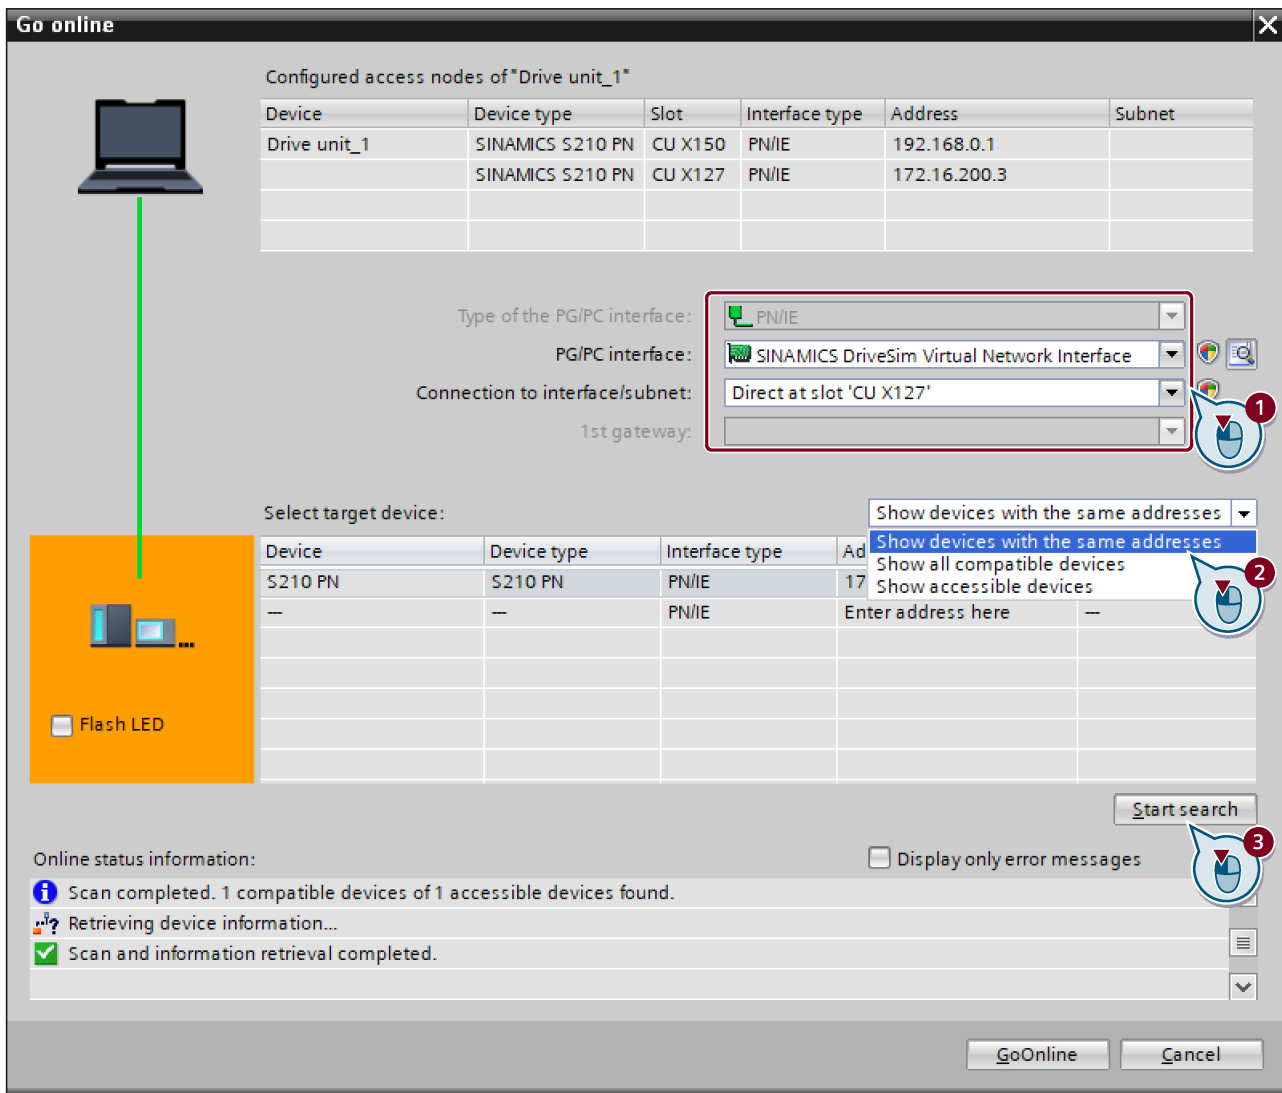 Go online
Configured access nodes of "Drive unit_1"
Device Device type Slot Interface type Address Subnet
Drive unit_1 SINAMICS S210 PN CU X150 PN/IE 192.168.0.1
SINAMICS S210 PN CU X127 PN/IE 172.16.200.3
Type of the PG/PC interface: PN/IE
PG/PC interface: SINAMICS DriveSim Virtual Network Interface
Connection to interface/subnet: Direct at slot 'CU X127'
1
1st gateway:
Select target device: Show devices with the same addresses
Device Device type Interface type Ad Show devices with the same addresses
Show all compatible devices
2
S210 PN S210 PN PN/IE 17 Show accessible devices
--- --- PN/IE Enter address here ---
Flash LED
Start search
3
Online status information: Display only error messages
Scan completed. 1 compatible devices of 1 accessible devices found.
Retrieving device information...
Scan and information retrieval completed.
GoOnline Cancel